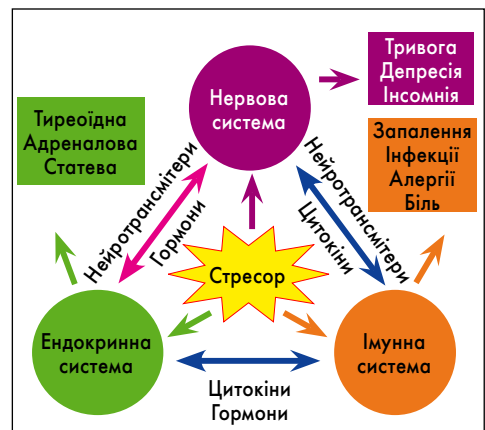 Тривога
Депресія
Інсомнія
Нервова
система
Тиреоїдна
Адреналова
Статева
Запалення
Інфекції
Алергії
Біль
Нейротрансмітери
Гормони
Нейротрансмітери
Цитокіни
Стресор
Ендокринна
система
Імунна
система
Цитокіни
Гормони